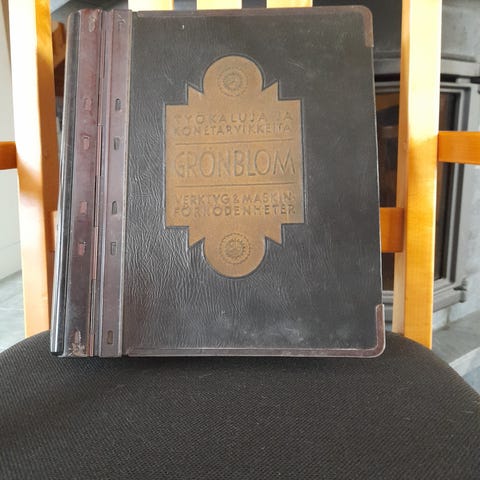 TYÖKALUJA JA
KONETARVIKKEITA
GRÖNBLOM
VERKTYG & MASKIN-
FÖRNÖDENHETER